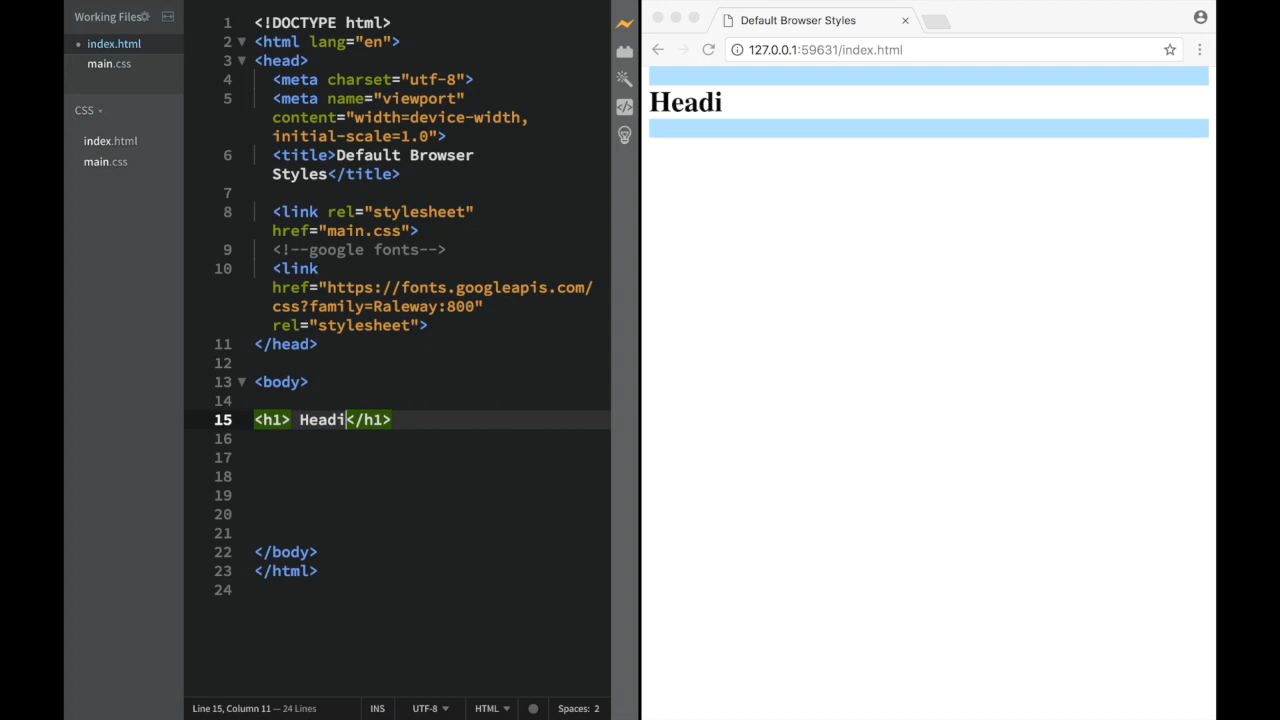 Working Files
index.html
main.css
CSS
index.html
main.css
1 <!DOCTYPE html>
2 <html lang="en">
3 <head>
4 <meta charset="utf-8">
5 <meta name="viewport"
content="width=device-width,
initial-scale=1.0">
6 <title>Default Browser
Styles</title>
7
8 <link rel="stylesheet"
href="main.css">
9 <!--google fonts-->
10 <link
href="https://fonts.googleapis.com/
css?family=Raleway:800"
rel="stylesheet">
11 </head>
12
13 <body>
14
15 <h1> Headi</h1>
16
17
18
19
20
21
22 </body>
23 </html>
24
Line 15, Column 11 — 24 Lines
INS
UTF-8
HTML
Spaces: 2
Default Browser Styles
127.0.0.1:59631/index.html
Headi